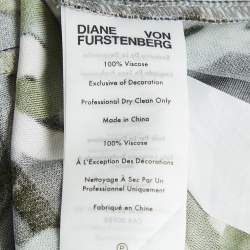 DIANE VON
FURSTENBERG
100% Viscose
Exclusive of Decoration
Professional Dry Clean Only
Made in China
100% Viscose
À L'Exception Des Décorations
Nettoyage À Sec Par Un
Professionnel Uniquement
Fabriqué en Chine
P